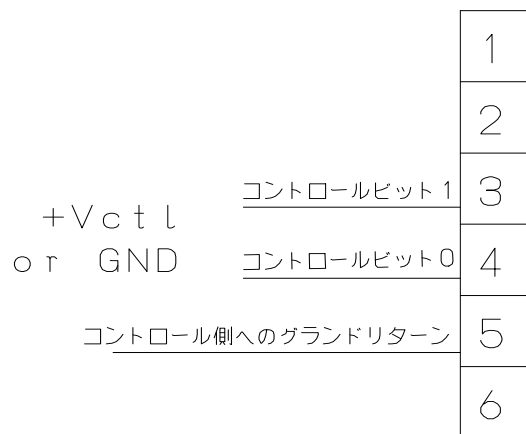 1
2
コントロールビット1 3
+Vctl
or GND
コントロールビット0 4
コントロール側へのグランドリターン 5
6